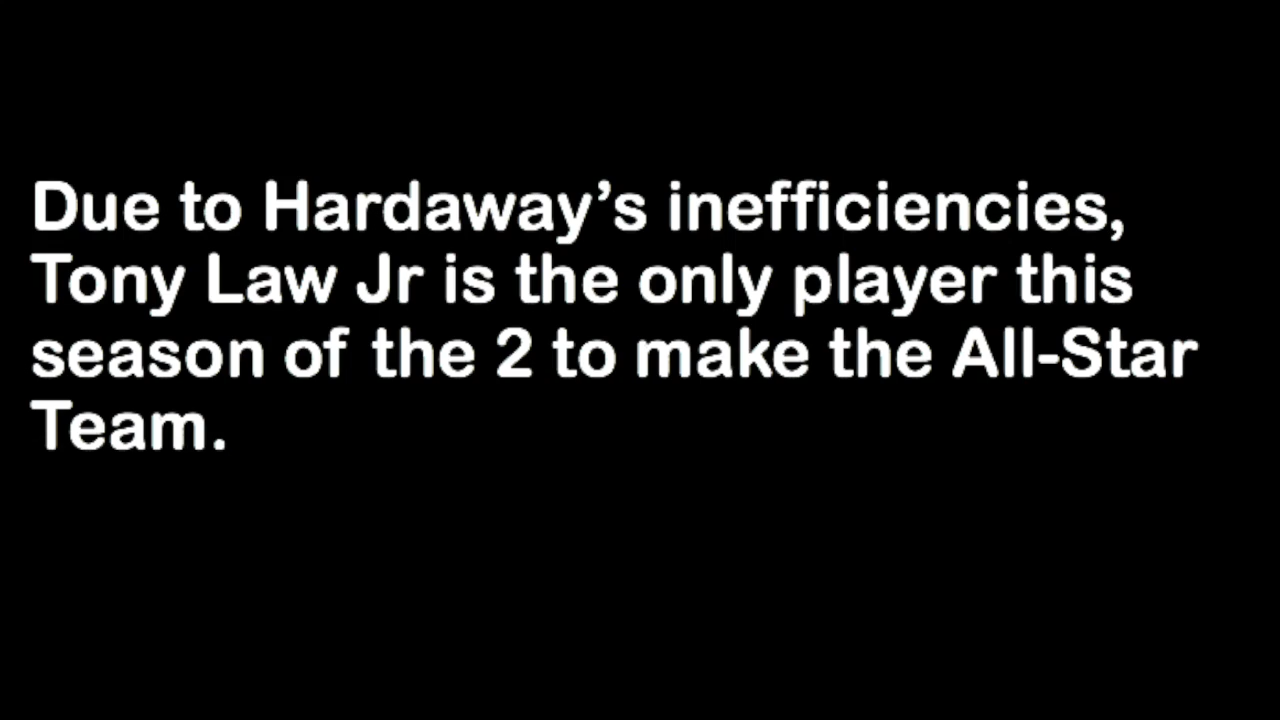 Due to Hardaway’s inefficiencies,
Tony Law Jr is the only player this
season of the 2 to make the All-Star
Team.